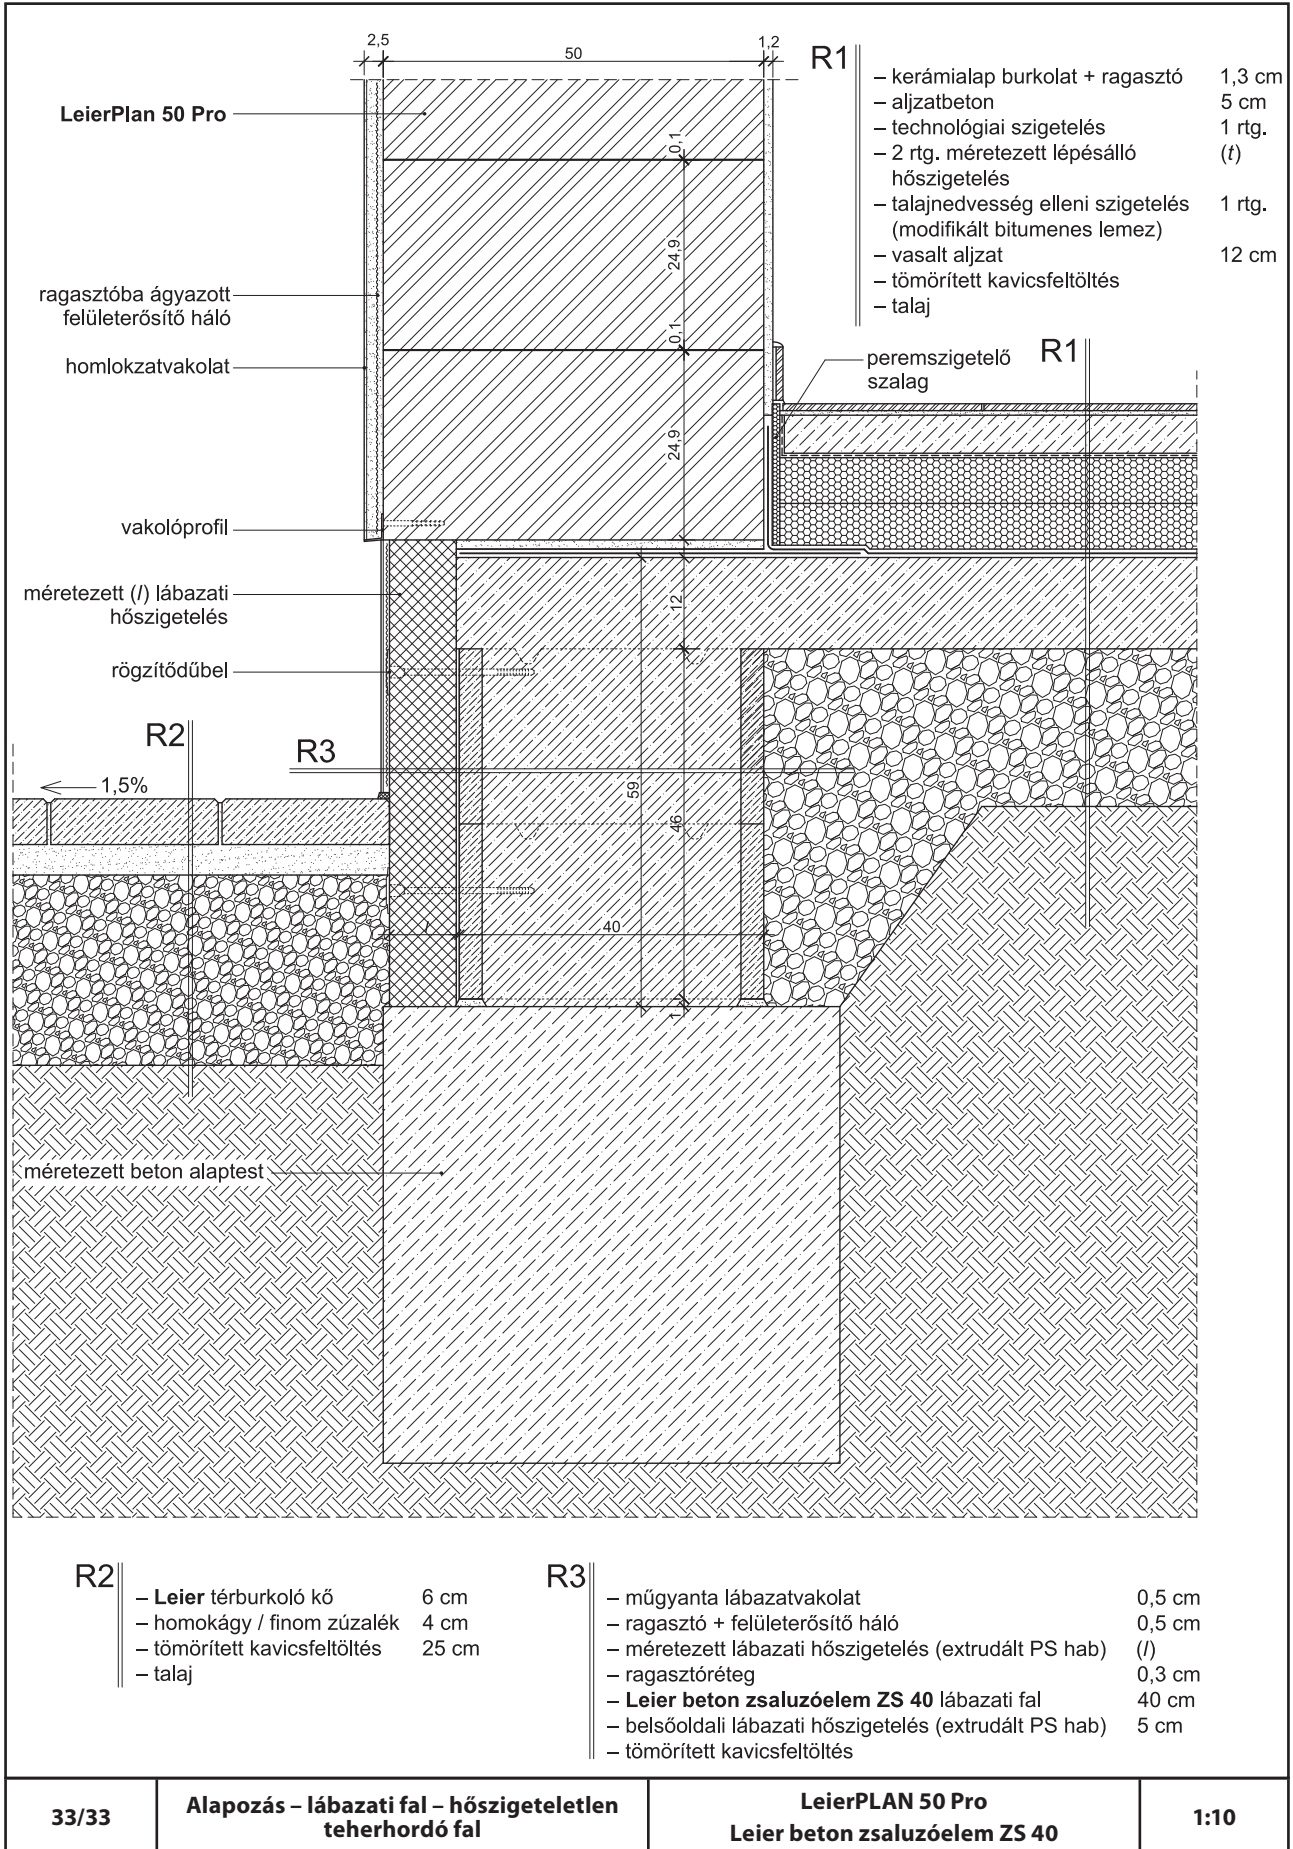 2,5
50
1,2
R1
– kerámialap burkolat + ragasztó 1,3 cm
– aljzatbeton 5 cm
– technológiai szigetelés 1 rtg.
– 2 rtg. méretezett lépésálló (t)
hőszigetelés
– talajnedvesség elleni szigetelés 1 rtg.
(modifikált bitumenes lemez)
– vasalt aljzat 12 cm
– tömörített kavicsfeltöltés
– talaj
LeierPlan 50 Pro
0,1
24,9
ragasztóba ágyazott
felületerősítő háló
0,1
homlokzatvakolat
peremszigetelő
szalag
R1
24,9
vakolóprofil
méretezett (l) lábazati
hőszigetelés
12
rögzítődűbel
R2
R3
1,5%
59
46
l
40
1
méretezett beton alaptest
R2
– Leier térburkoló kő 6 cm
– homokágy / finom zúzalék 4 cm
– tömörített kavicsfeltöltés 25 cm
– talaj
R3
– műgyanta lábazatvakolat 0,5 cm
– ragasztó + felületerősítő háló 0,5 cm
– méretezett lábazati hőszigetelés (extrudált PS hab) (l)
– ragasztóréteg 0,3 cm
– Leier beton zsaluzóelem ZS 40 lábazati fal 40 cm
– belsőoldali lábazati hőszigetelés (extrudált PS hab) 5 cm
– tömörített kavicsfeltöltés
33/33
Alapozás – lábazati fal – hőszigeteletlen
teherhordó fal
LeierPLAN 50 Pro
Leier beton zsaluzóelem ZS 40
1:10